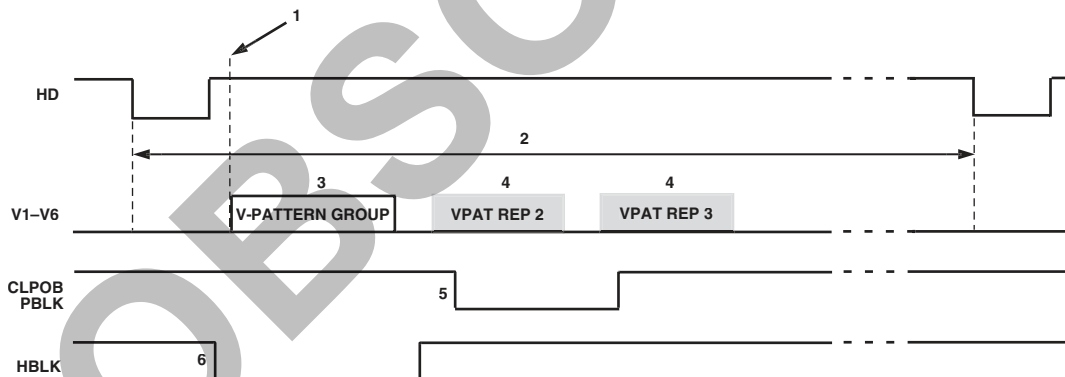 1
HD
2
3
4
4
V1–V6
V-PATTERN GROUP
VPAT REP 2
VPAT REP 3
CLPOB
PBLK
5
HBLK
6
OBSO